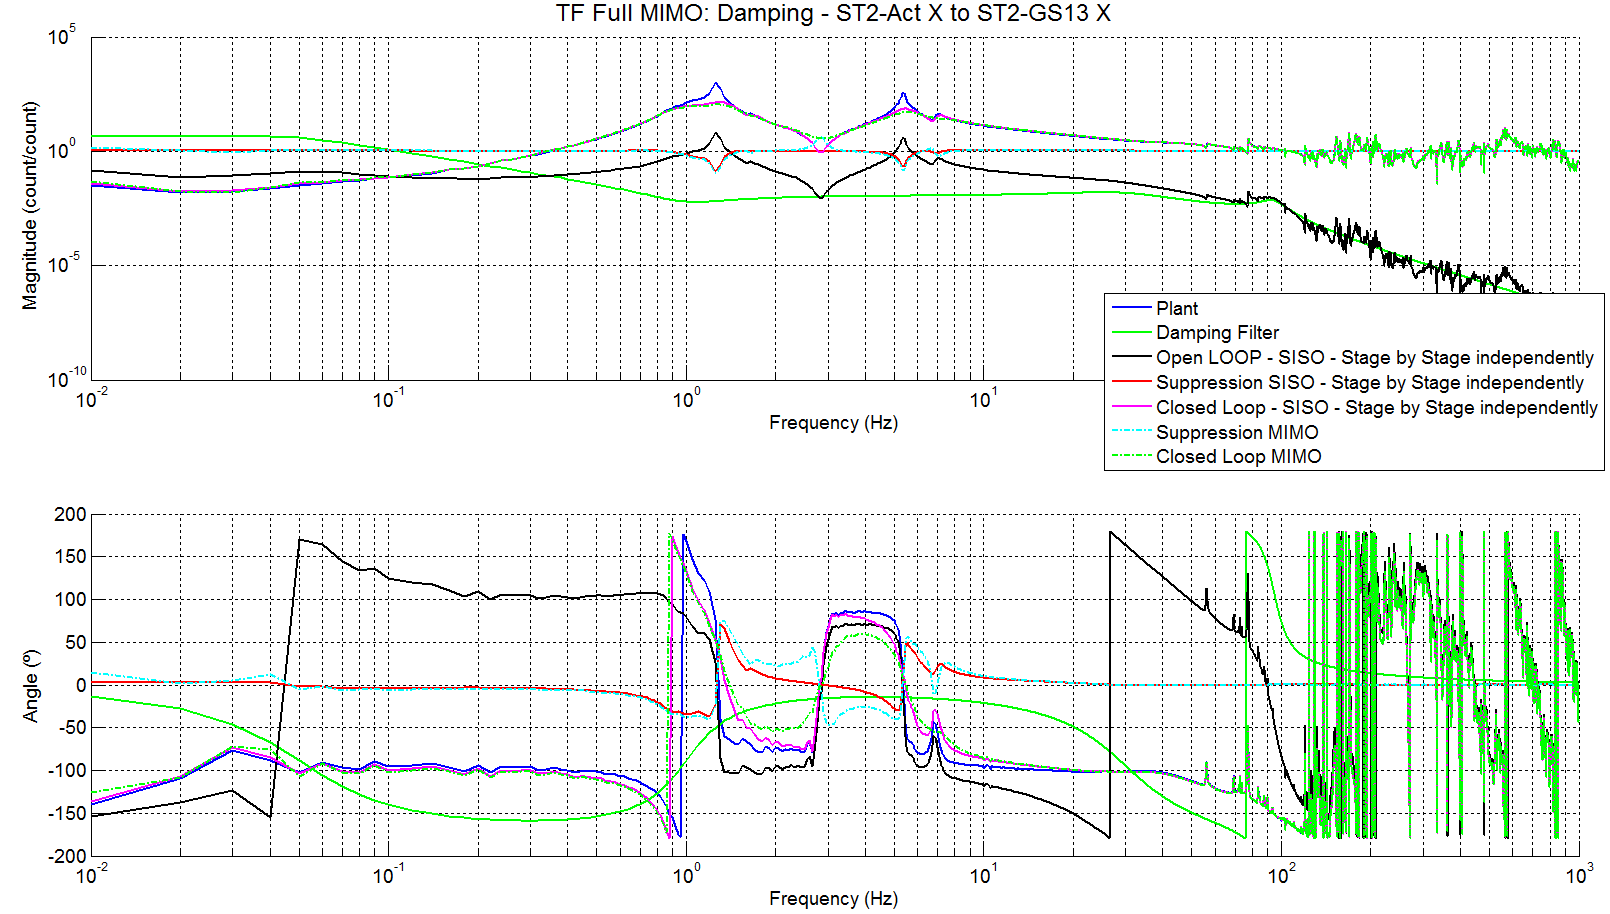 TF Full MIMO: Damping - ST2-Act X to ST2-GS13 X
10^5
10^0
10^-5
10^-10
Magnitude (count/count)
10^-2
10^-1
10^0
10^1
Frequency (Hz)
Plant
Damping Filter
Open LOOP - SISO - Stage by Stage independently
Suppression SISO - Stage by Stage independently
Closed Loop - SISO - Stage by Stage independently
Suppression MIMO
Closed Loop MIMO
200
150
100
50
0
-50
-100
-150
-200
Angle (º)
10^-2
10^-1
10^0
10^1
10^2
10^3
Frequency (Hz)